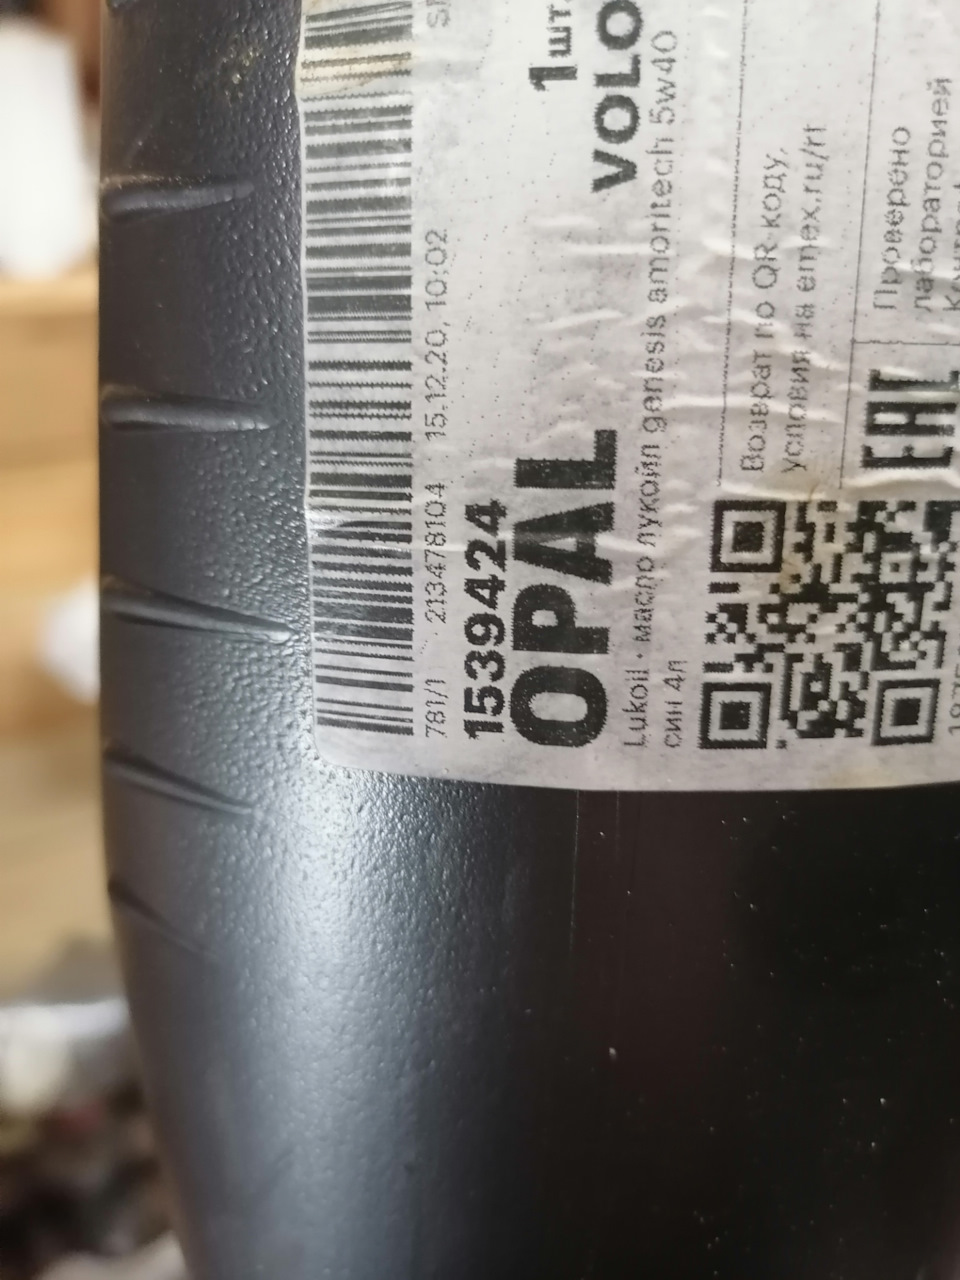 781/1 213478104 15.12.20, 10:02
1539424 1шт.
OPAL VOLO
Lukoil · масло лукойл genesis amoritech 5w40
син 4л
Возврат по QR-коду,
условия на emex.ru/rt
Проверено
лабораторией
EAC